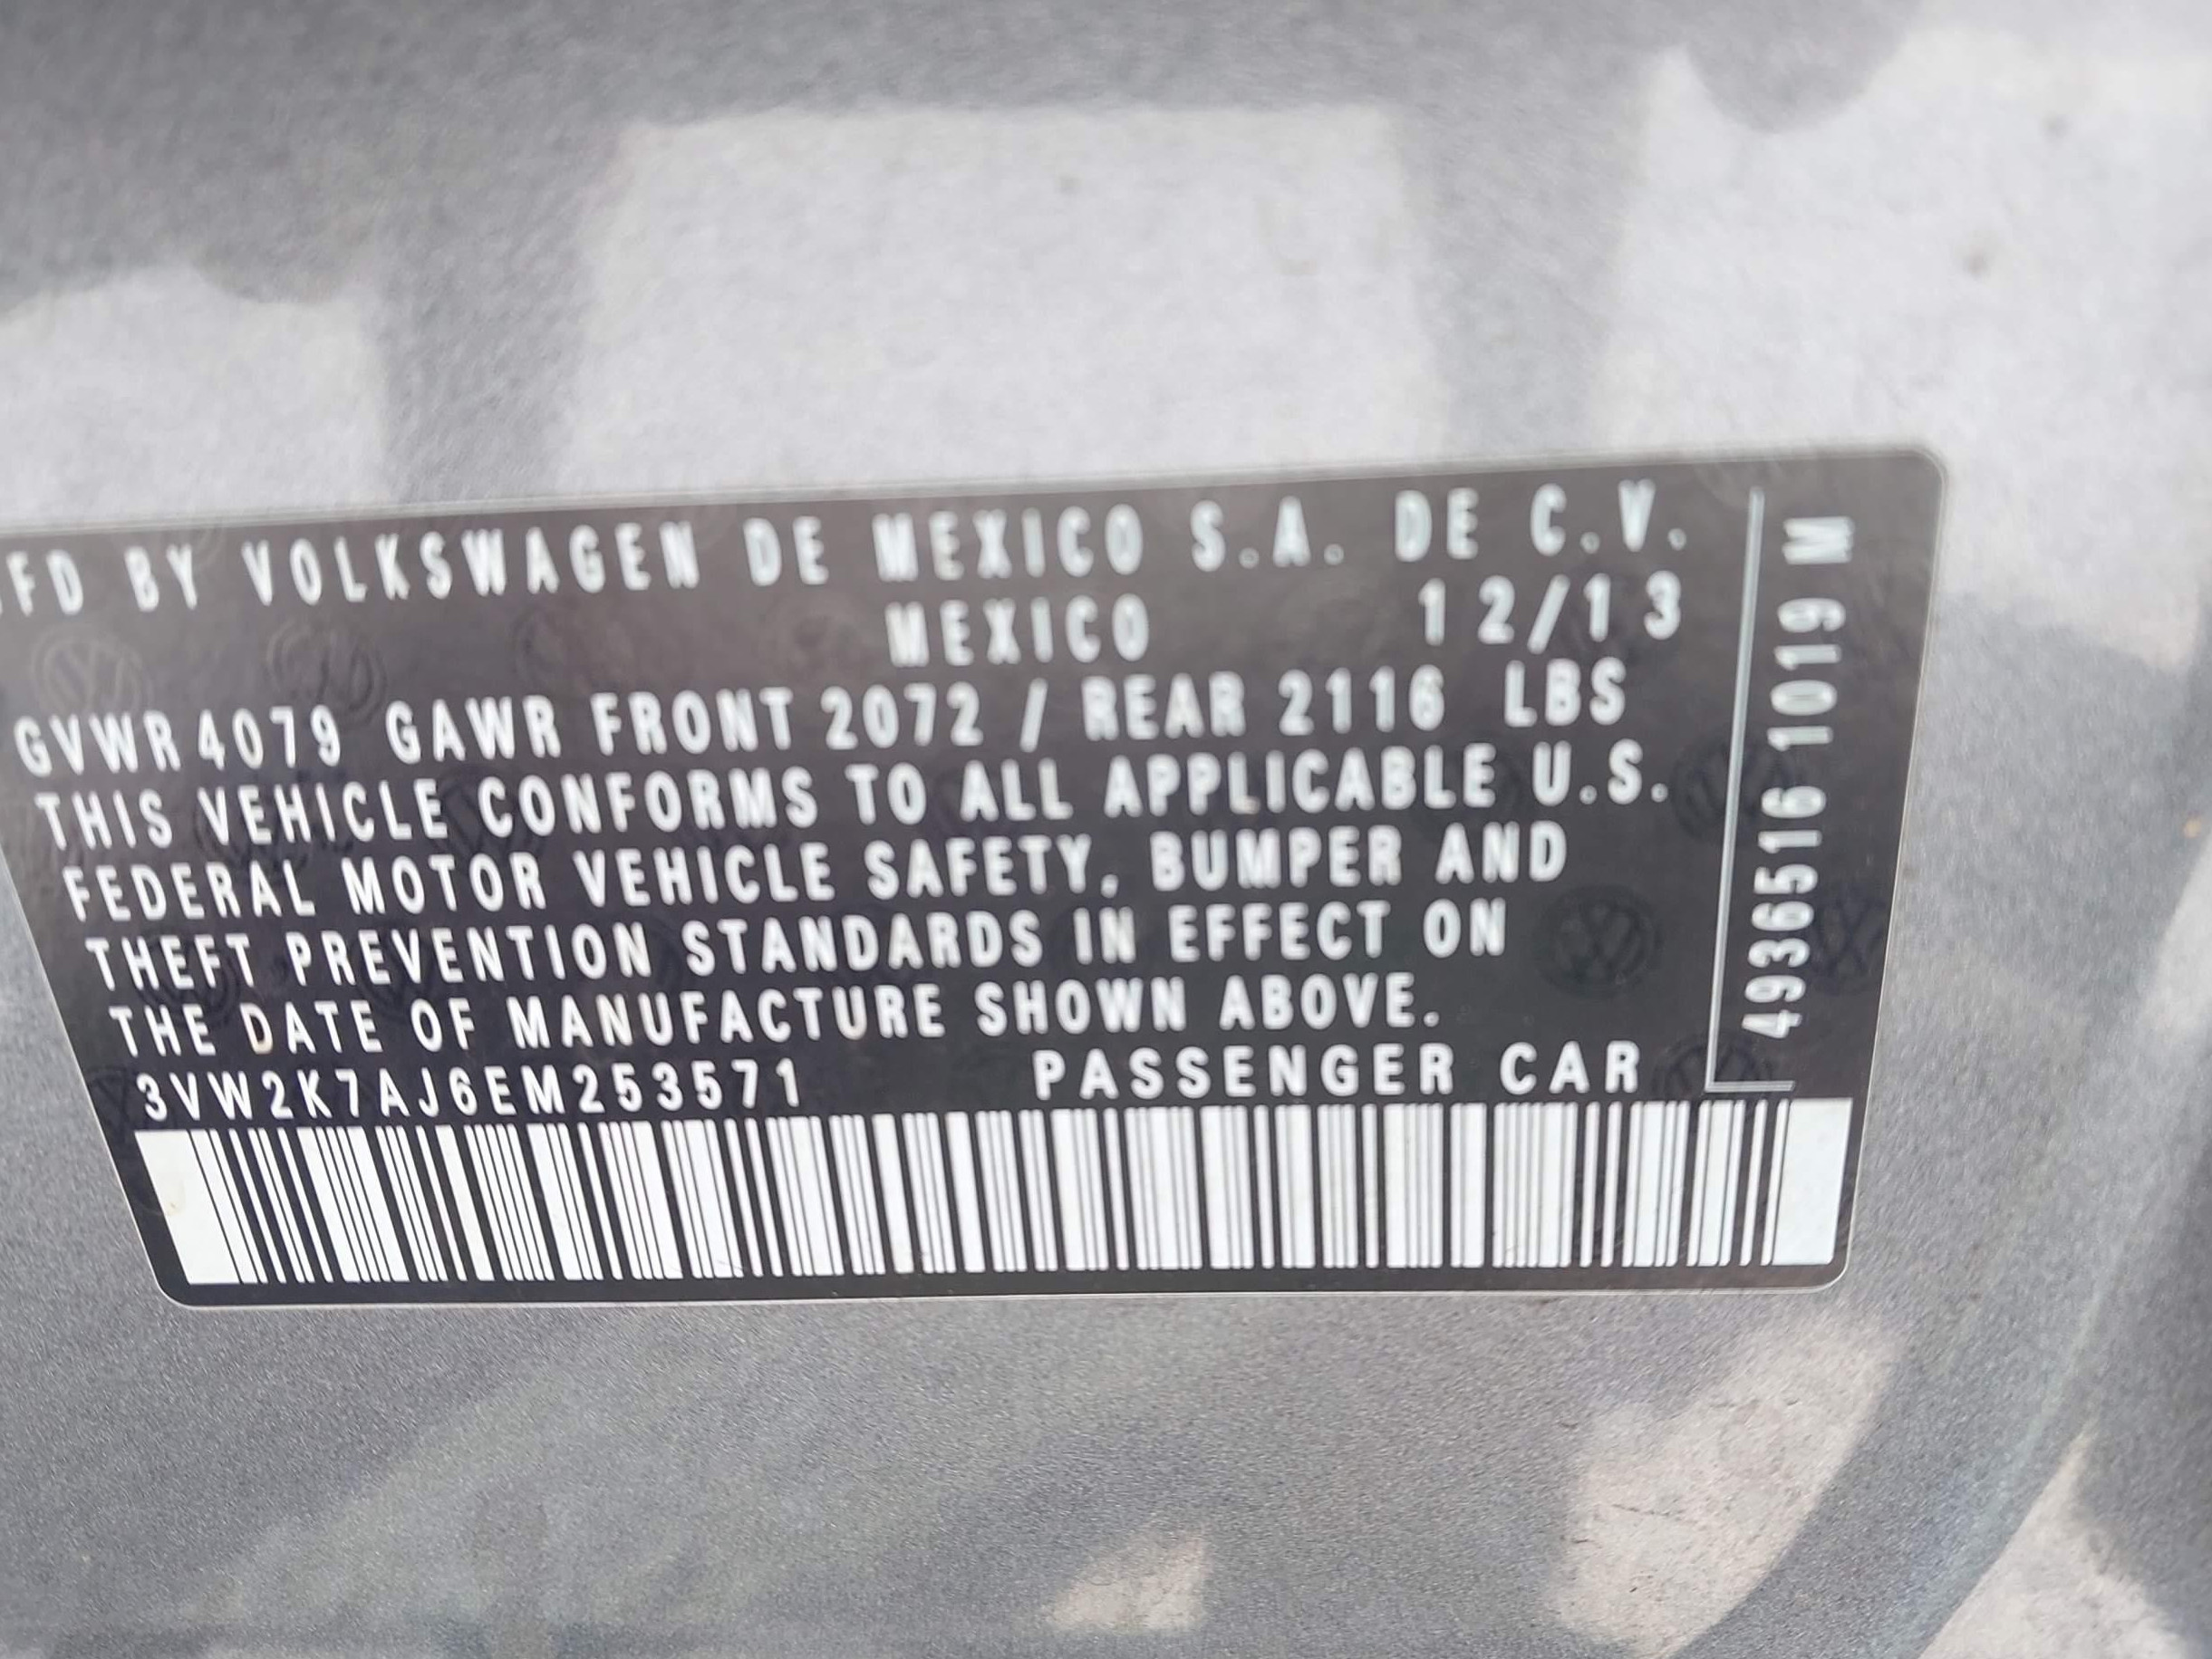 FD BY VOLKSWAGEN DE MEXICO S.A. DE C.V.
MEXICO 12/13
GVWR 4079 GAWR FRONT 2072 / REAR 2116 LBS
THIS VEHICLE CONFORMS TO ALL APPLICABLE U.S.
FEDERAL MOTOR VEHICLE SAFETY, BUMPER AND
THEFT PREVENTION STANDARDS IN EFFECT ON
THE DATE OF MANUFACTURE SHOWN ABOVE.
3VW2K7AJ6EM253571 PASSENGER CAR
4936516 1019 M